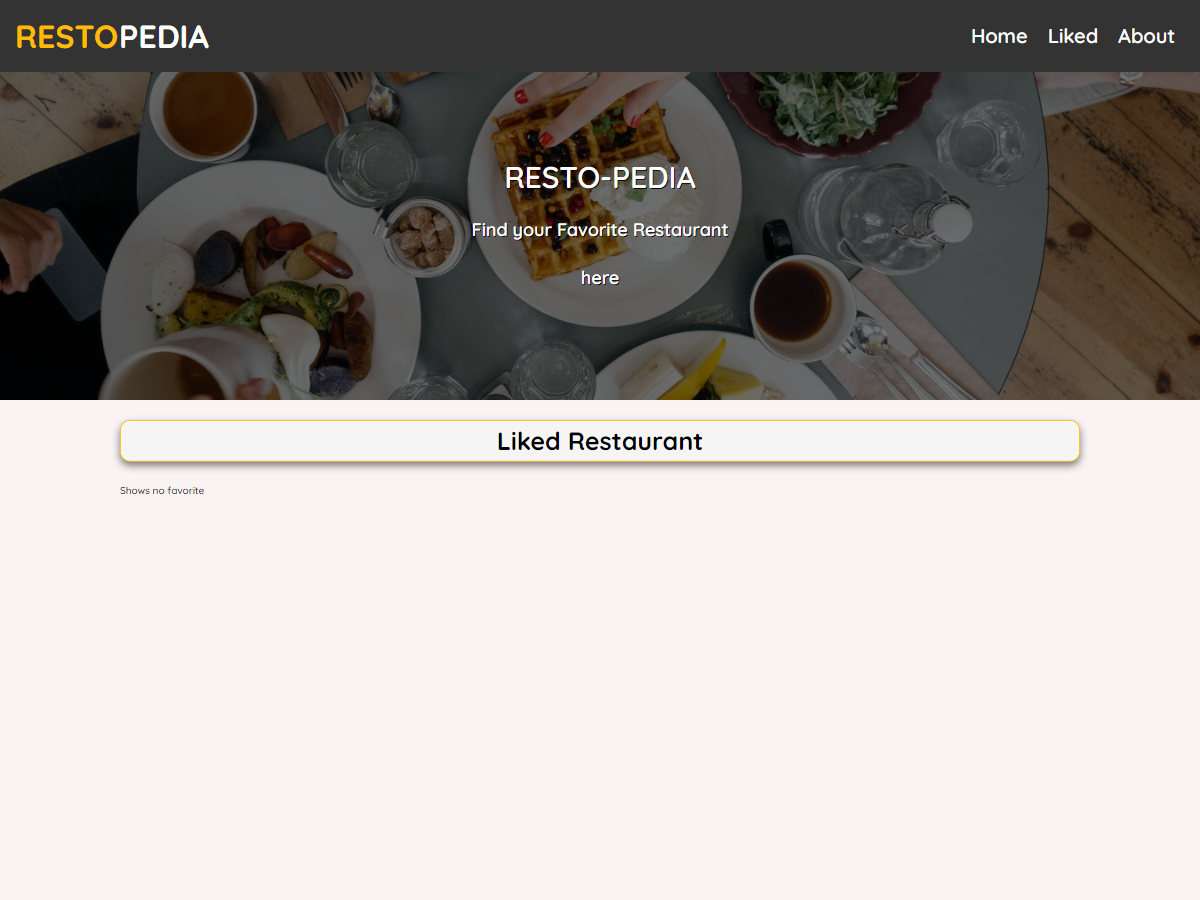 RESTOPEDIA
Home Liked About
RESTO-PEDIA
Find your Favorite Restaurant
here
Liked Restaurant
Shows no favorite